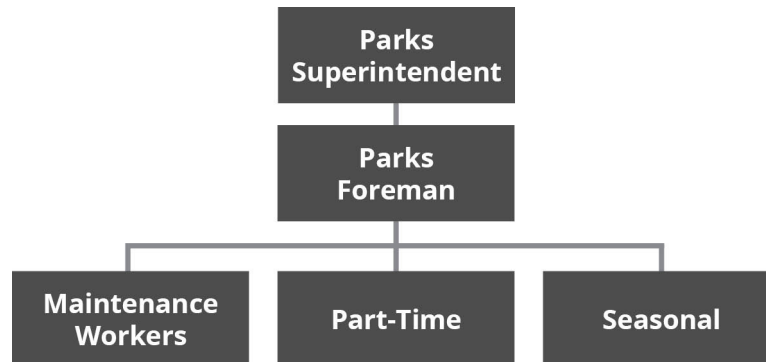 Parks
Superintendent
Parks
Foreman
Maintenance
Workers
Part-Time
Seasonal